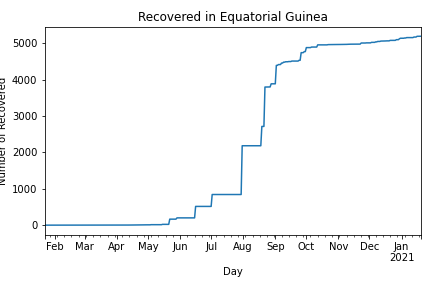 Recovered in Equatorial Guinea
Number of Recovered
5000
4000
3000
2000
1000
0
Feb Mar Apr May Jun Jul Aug Sep Oct Nov Dec Jan
2021
Day